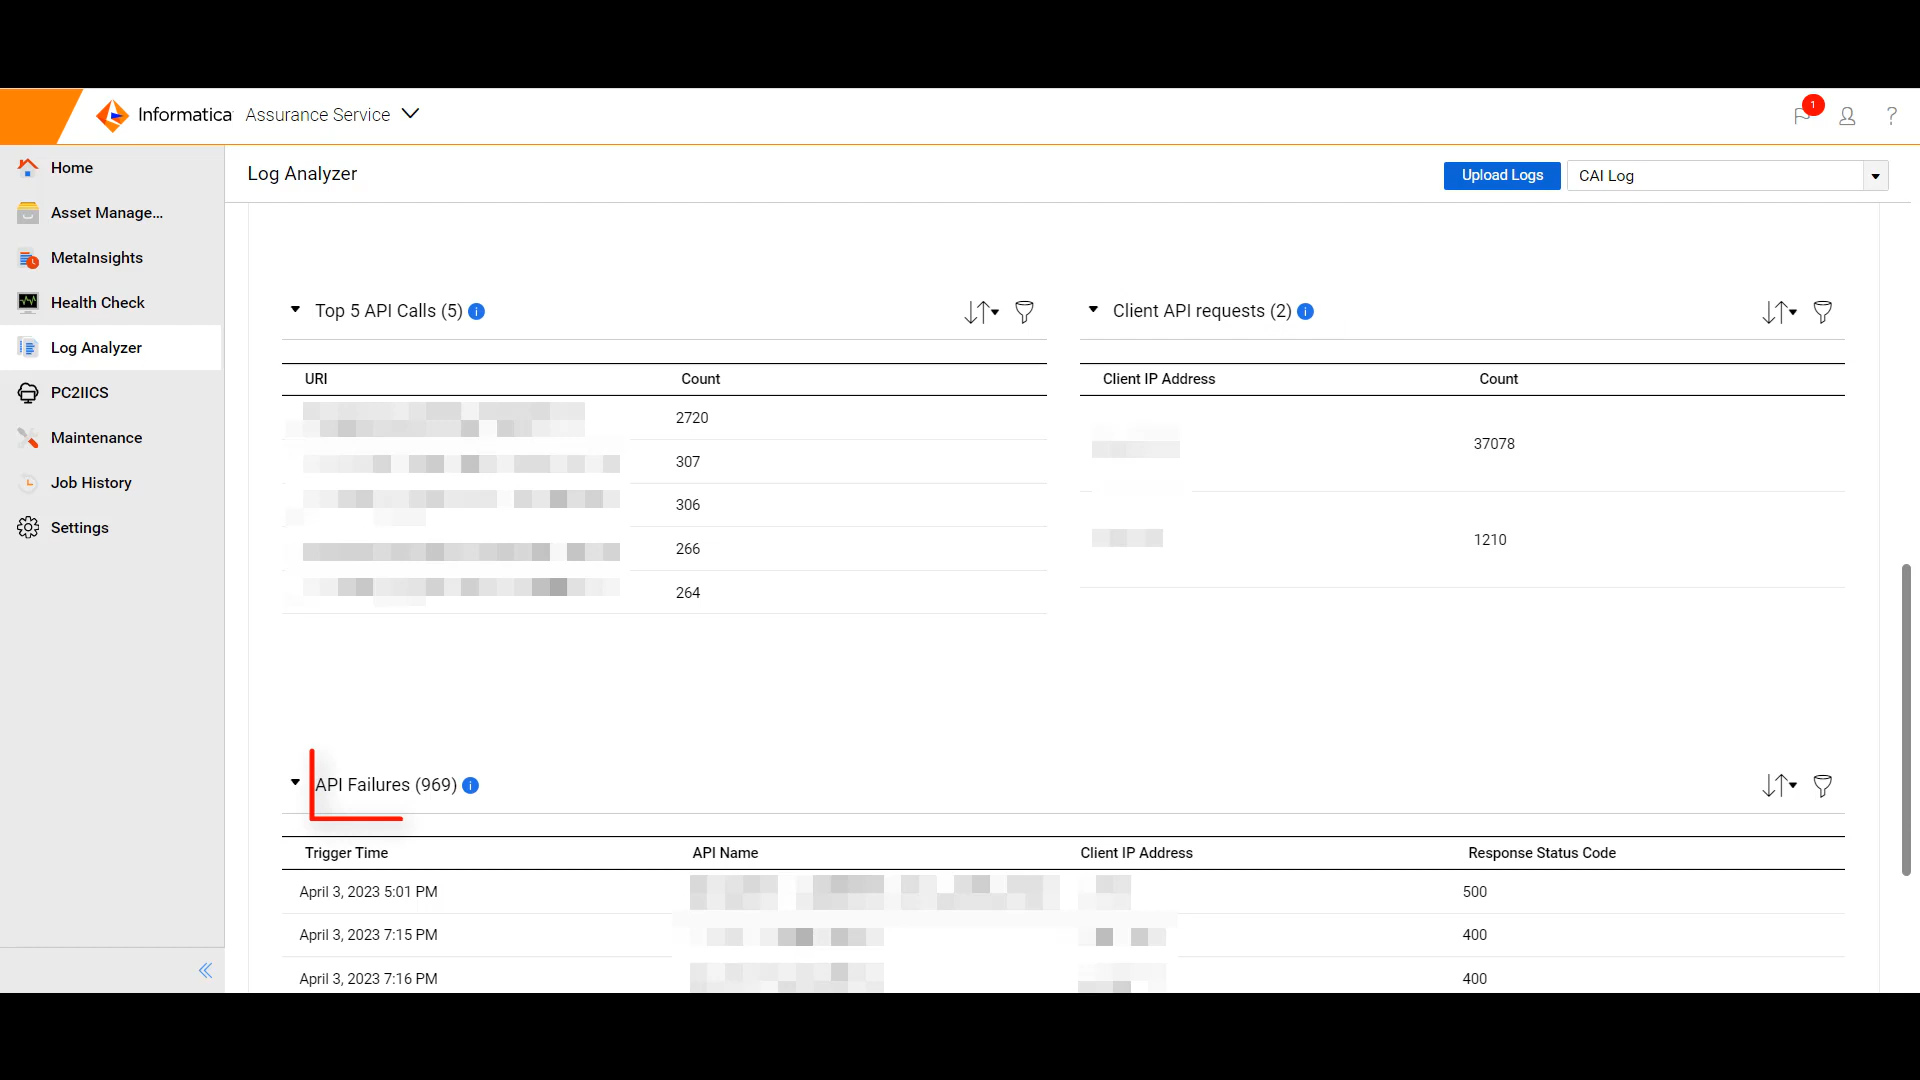 Informatica Assurance Service
1
?
Home
Asset Manage...
MetaInsights
Health Check
Log Analyzer
PC2IICS
Maintenance
Job History
Settings
Log Analyzer
Upload Logs
CAI Log
Top 5 API Calls (5) i
URI Count
2720
307
306
266
264
Client API requests (2) i
Client IP Address Count
37078
1210
API Failures (969) i
Trigger Time API Name Client IP Address Response Status Code
April 3, 2023 5:01 PM 500
April 3, 2023 7:15 PM 400
April 3, 2023 7:16 PM 400